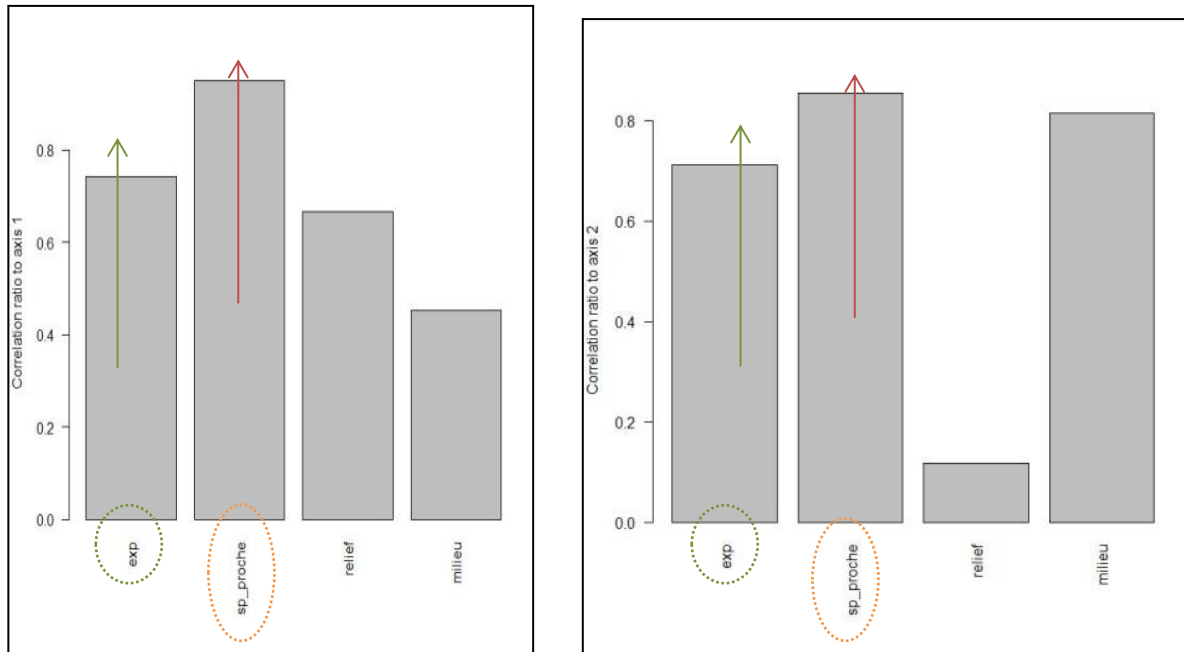 Correlation ratio to axis 1
0.8
0.6
0.4
0.2
0.0
exp
sp_proche
relief
milieu
Correlation ratio to axis 2
0.8
0.6
0.4
0.2
0.0
exp
sp_proche
relief
milieu